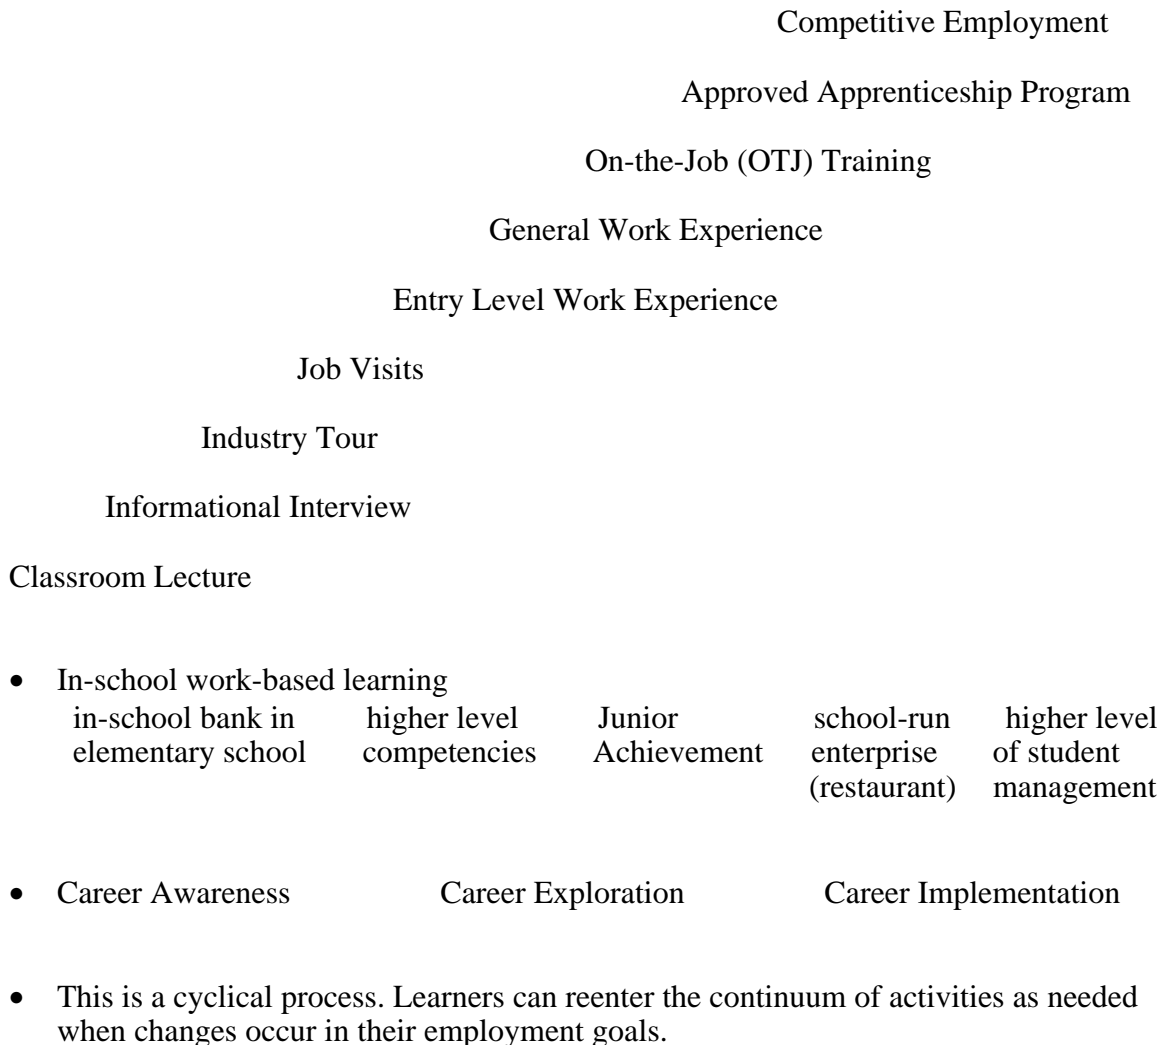 Competitive Employment
Approved Apprenticeship Program
On-the-Job (OTJ) Training
General Work Experience
Entry Level Work Experience
Job Visits
Industry Tour
Informational Interview
Classroom Lecture
• In-school work-based learning
in-school bank in higher level Junior school-run higher level
elementary school competencies Achievement enterprise of student
(restaurant) management
• Career Awareness Career Exploration Career Implementation
• This is a cyclical process. Learners can reenter the continuum of activities as needed
when changes occur in their employment goals.